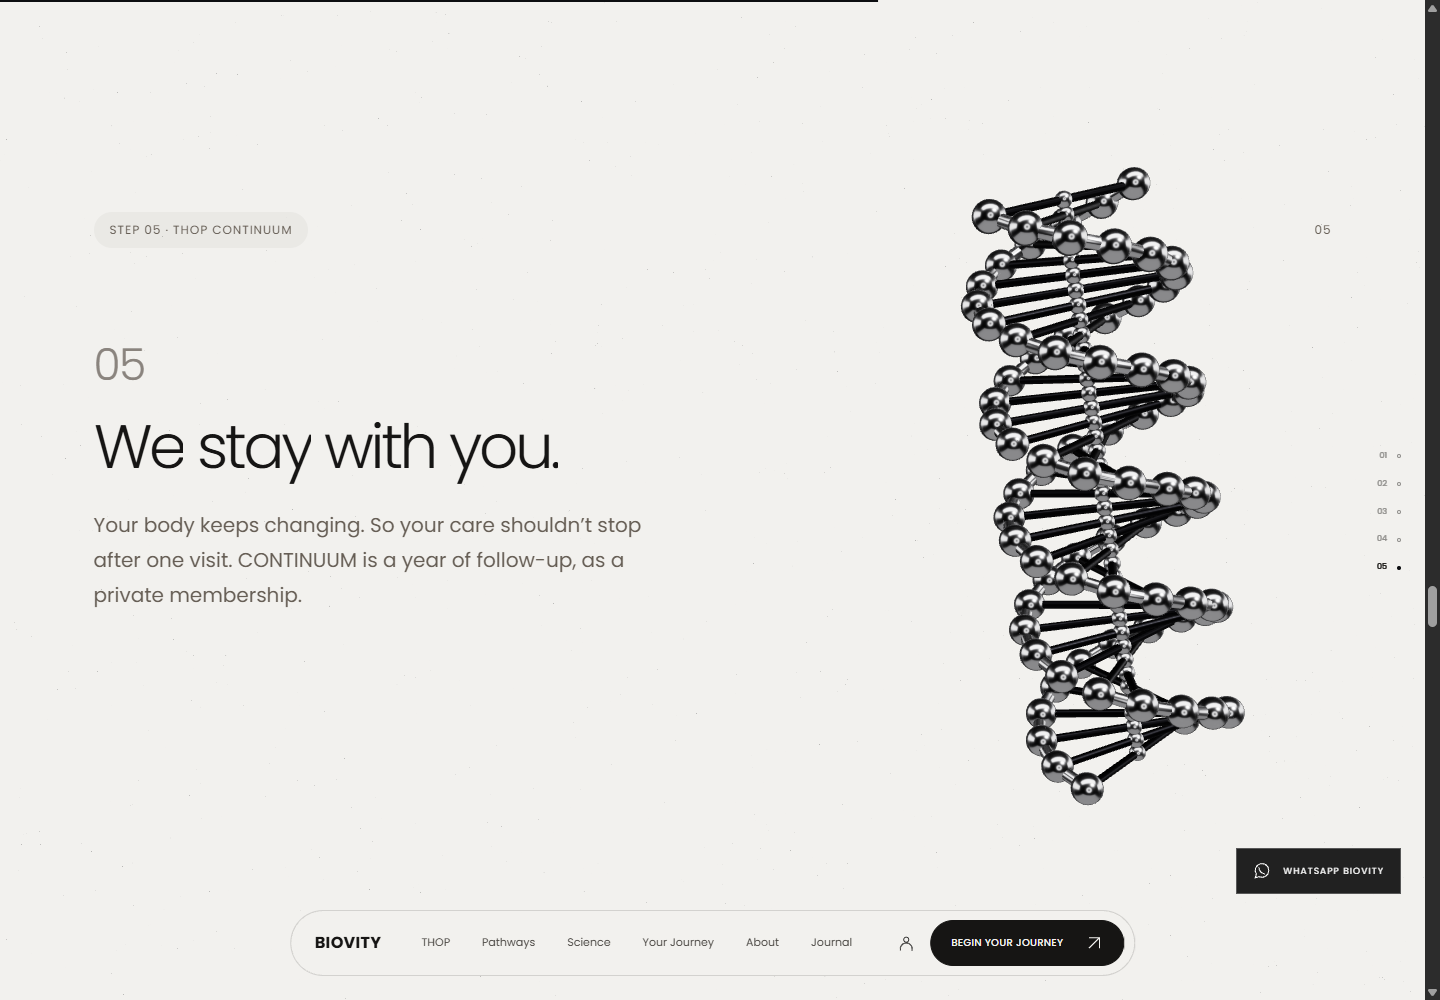 STEP 05 · THOP CONTINUUM
05
05
We stay with you.
Your body keeps changing. So your care shouldn’t stop
after one visit. CONTINUUM is a year of follow-up, as a
private membership.
01
02
03
04
05
WHATSAPP BIOVITY
BIOVITY THOP Pathways Science Your Journey About Journal BEGIN YOUR JOURNEY